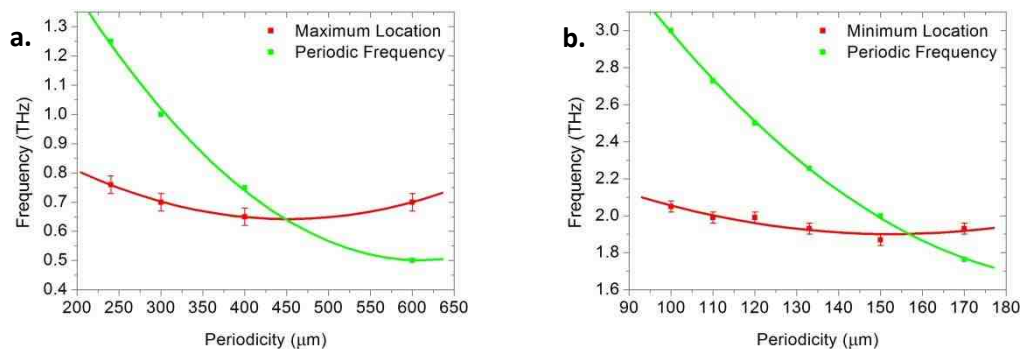 a.
Maximum Location
Periodic Frequency
Frequency (THz)
1.3
1.2
1.1
1.0
0.9
0.8
0.7
0.6
0.5
0.4
200 250 300 350 400 450 500 550 600 650
Periodicity (μm)
b.
Minimum Location
Periodic Frequency
Frequency (THz)
3.0
2.8
2.6
2.4
2.2
2.0
1.8
1.6
90 100 110 120 130 140 150 160 170 180
Periodicity (μm)